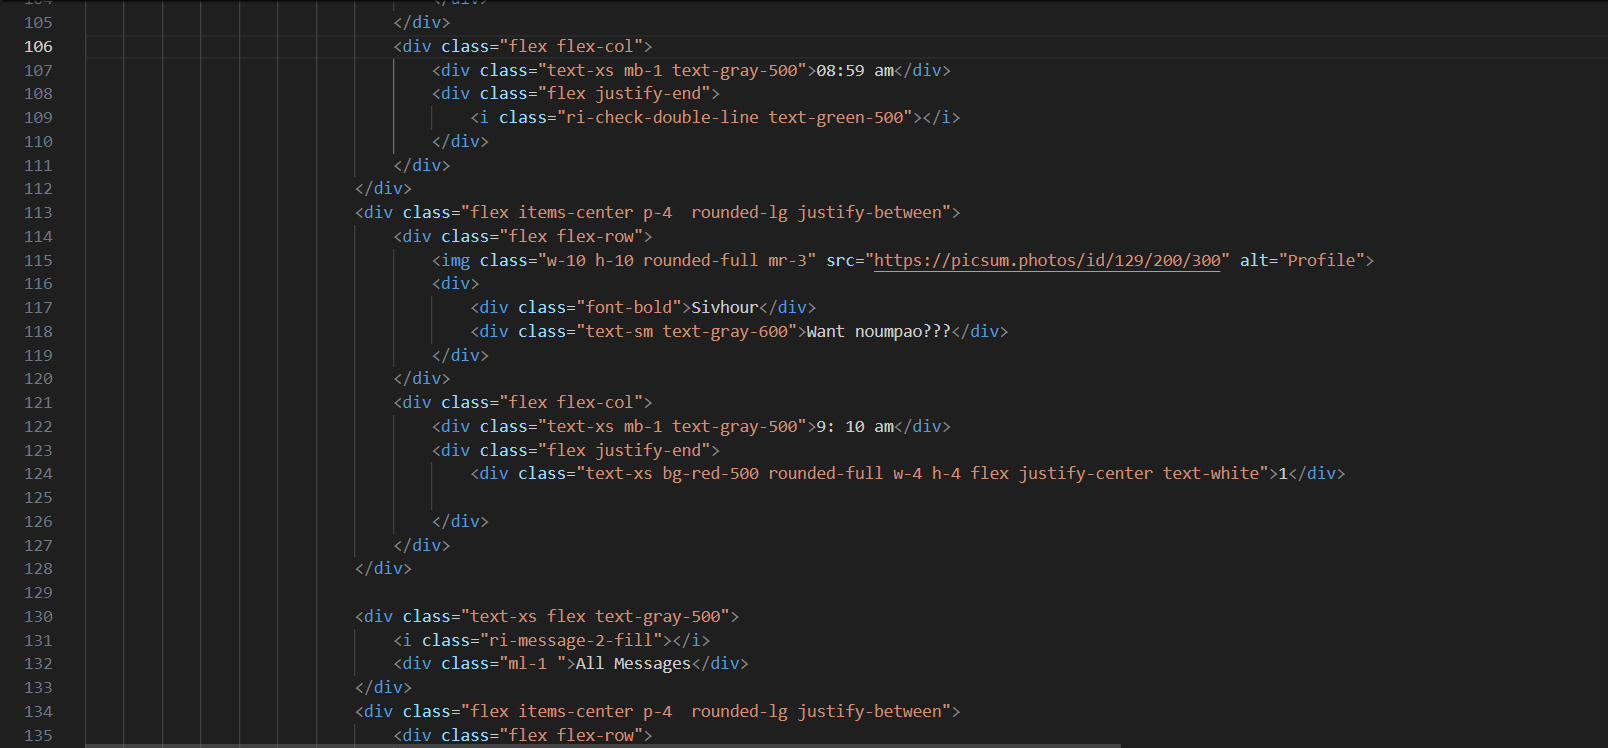 104 </div>
105 </div>
106 <div class="flex flex-col">
107 <div class="text-xs mb-1 text-gray-500">08:59 am</div>
108 <div class="flex justify-end">
109 <i class="ri-check-double-line text-green-500"></i>
110 </div>
111 </div>
112 </div>
113 <div class="flex items-center p-4  rounded-lg justify-between">
114 <div class="flex flex-row">
115 <img class="w-10 h-10 rounded-full mr-3" src="https://picsum.photos/id/129/200/300" alt="Profile">
116 <div>
117 <div class="font-bold">Sivhour</div>
118 <div class="text-sm text-gray-600">Want noumpao???</div>
119 </div>
120 </div>
121 <div class="flex flex-col">
122 <div class="text-xs mb-1 text-gray-500">9: 10 am</div>
123 <div class="flex justify-end">
124 <div class="text-xs bg-red-500 rounded-full w-4 h-4 flex justify-center text-white">1</div>
125
126 </div>
127 </div>
128 </div>
129
130 <div class="text-xs flex text-gray-500">
131 <i class="ri-message-2-fill"></i>
132 <div class="ml-1 ">All Messages</div>
133 </div>
134 <div class="flex items-center p-4  rounded-lg justify-between">
135 <div class="flex flex-row">